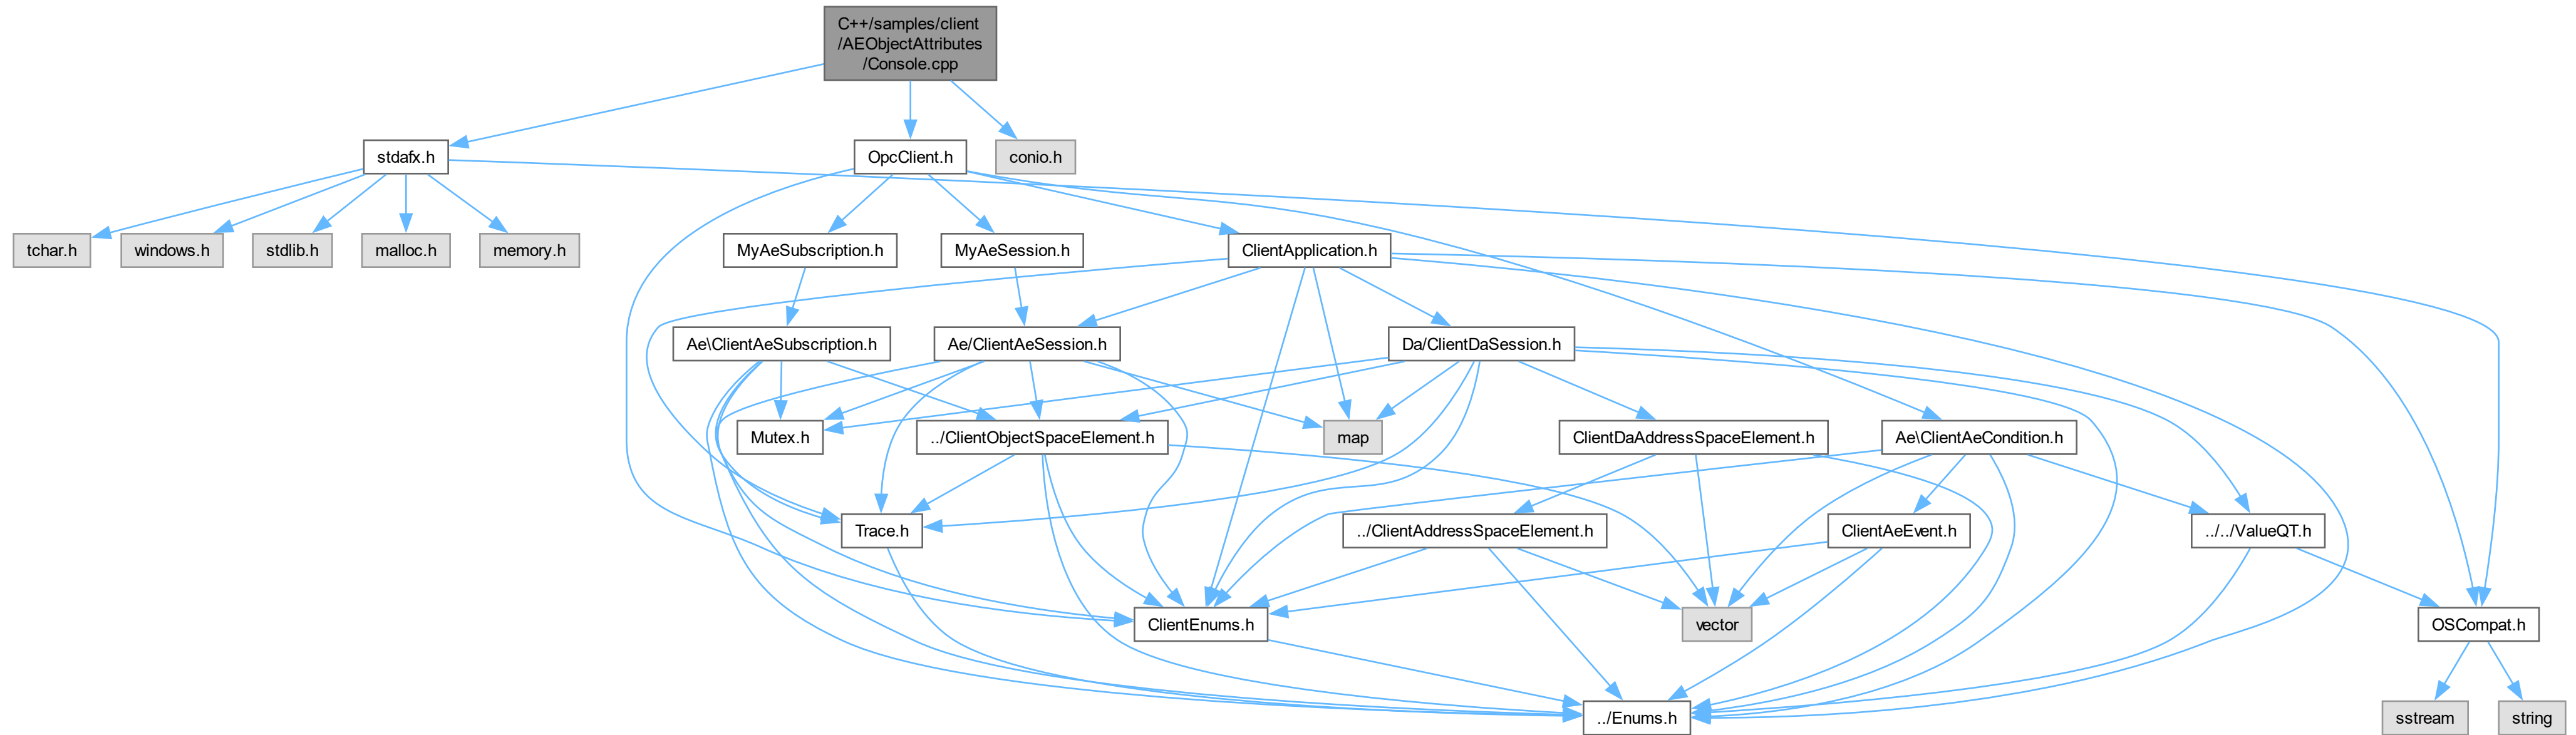 C++/samples/client
/AEObjectAttributes
/Console.cpp
stdafx.h
OpcClient.h
conio.h
tchar.h
windows.h
stdlib.h
malloc.h
memory.h
MyAeSubscription.h
MyAeSession.h
ClientApplication.h
Ae\ClientAeSubscription.h
Ae/ClientAeSession.h
Da/ClientDaSession.h
Mutex.h
../ClientObjectSpaceElement.h
map
ClientDaAddressSpaceElement.h
Ae\ClientAeCondition.h
Trace.h
../ClientAddressSpaceElement.h
ClientAeEvent.h
../../ValueQT.h
ClientEnums.h
vector
OSCompat.h
../Enums.h
sstream
string